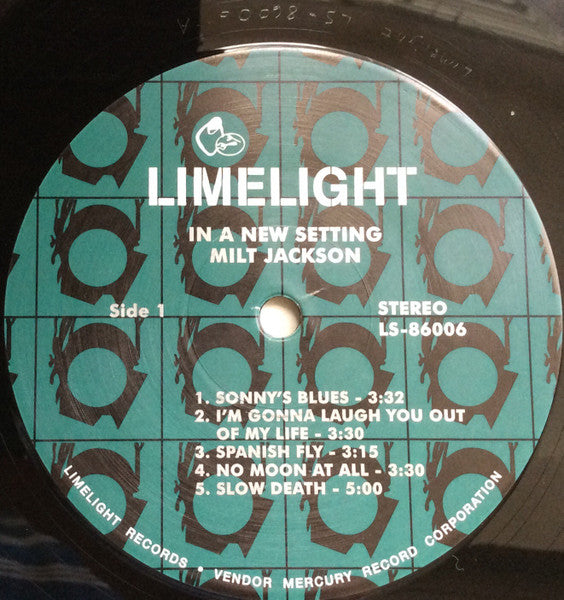 LIMELIGHT
IN A NEW SETTING
MILT JACKSON
Side 1
STEREO
LS-86006
1. SONNY'S BLUES - 3:32
2. I'M GONNA LAUGH YOU OUT
OF MY LIFE - 3:30
3. SPANISH FLY - 3:15
4. NO MOON AT ALL - 3:30
5. SLOW DEATH - 5:00
LIMELIGHT RECORDS • VENDOR MERCURY RECORD CORPORATION